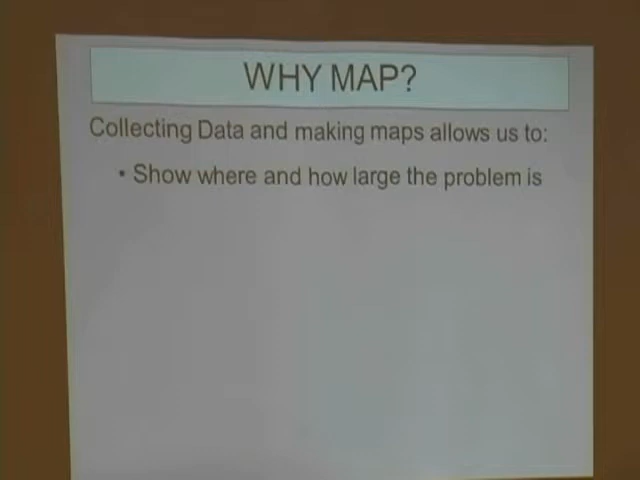 WHY MAP?
Collecting Data and making maps allows us to:
• Show where and how large the problem is